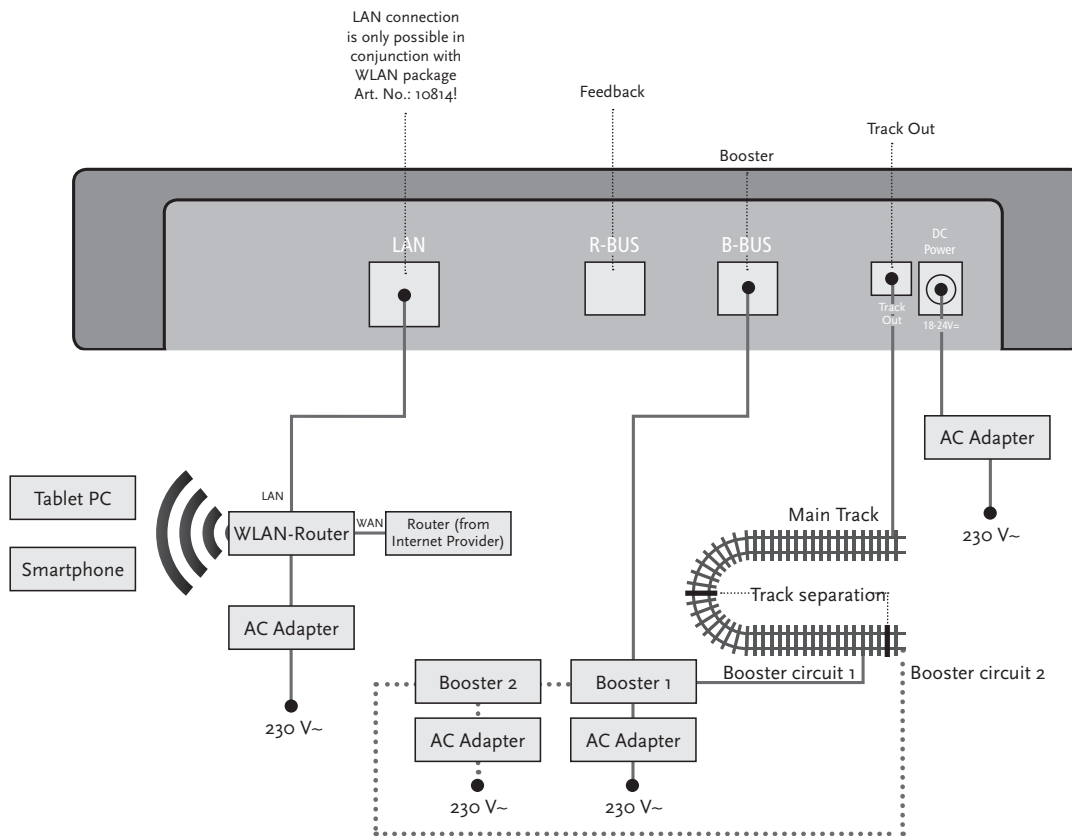 LAN connection
is only possible in
conjunction with
WLAN package
Art. No.: 10814!
Feedback
Track Out
Booster
LAN
R-BUS
B-BUS
DC
Power
Track
Out
18-24V=
AC Adapter
230 V~
Tablet PC
Smartphone
LAN
WLAN-Router
WAN
Router (from
Internet Provider)
AC Adapter
230 V~
Main Track
Track separation
Booster circuit 1
Booster circuit 2
Booster 2
Booster 1
AC Adapter
AC Adapter
230 V~
230 V~